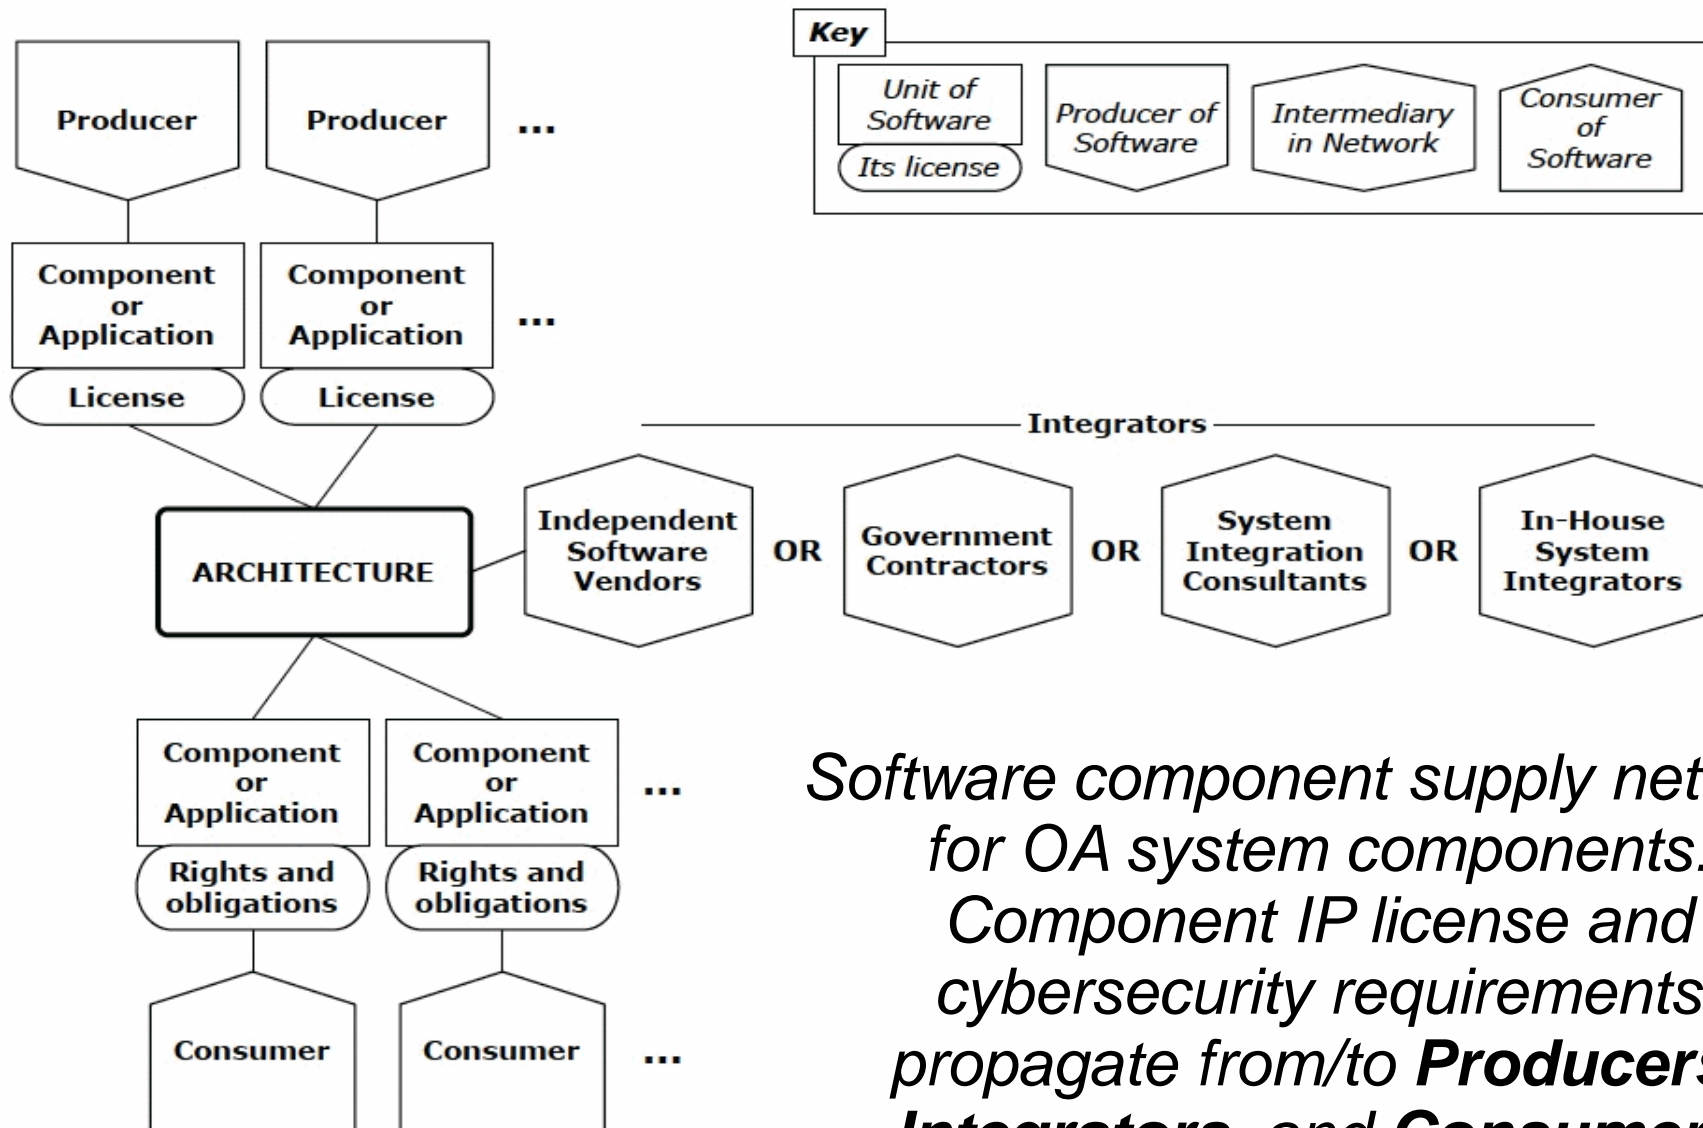 Key
Unit of
Software
Its license
Producer of
Software
Intermediary
in Network
Consumer
of
Software
Producer
Producer
...
Component
or
Application
License
Component
or
Application
License
...
Integrators
ARCHITECTURE
Independent
Software
Vendors
OR
Government
Contractors
OR
System
Integration
Consultants
OR
In-House
System
Integrators
Component
or
Application
Rights and
obligations
Component
or
Application
Rights and
obligations
...
Consumer
Consumer
...
Software component supply net
for OA system components.
Component IP license and
cybersecurity requirements
propagate from/to Producers
Integrators, and Consumer